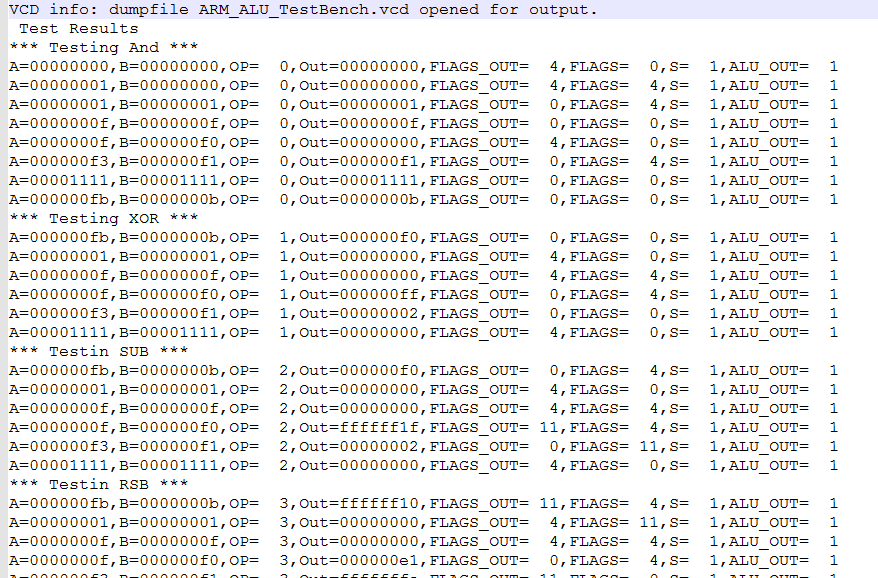 VCD info: dumpfile ARM_ALU_TestBench.vcd opened for output.
Test Results
*** Testing And ***
A=00000000,B=00000000,OP=  0,Out=00000000,FLAGS_OUT=  4,FLAGS=  0,S=  1,ALU_OUT=  1
A=00000001,B=00000000,OP=  0,Out=00000000,FLAGS_OUT=  4,FLAGS=  4,S=  1,ALU_OUT=  1
A=00000001,B=00000001,OP=  0,Out=00000001,FLAGS_OUT=  0,FLAGS=  4,S=  1,ALU_OUT=  1
A=0000000f,B=0000000f,OP=  0,Out=0000000f,FLAGS_OUT=  0,FLAGS=  0,S=  1,ALU_OUT=  1
A=0000000f,B=000000f0,OP=  0,Out=00000000,FLAGS_OUT=  4,FLAGS=  0,S=  1,ALU_OUT=  1
A=000000f3,B=000000f1,OP=  0,Out=000000f1,FLAGS_OUT=  0,FLAGS=  4,S=  1,ALU_OUT=  1
A=00001111,B=00001111,OP=  0,Out=00001111,FLAGS_OUT=  0,FLAGS=  0,S=  1,ALU_OUT=  1
A=000000fb,B=0000000b,OP=  0,Out=0000000b,FLAGS_OUT=  0,FLAGS=  0,S=  1,ALU_OUT=  1
*** Testing XOR ***
A=000000fb,B=0000000b,OP=  1,Out=000000f0,FLAGS_OUT=  0,FLAGS=  0,S=  1,ALU_OUT=  1
A=00000001,B=00000001,OP=  1,Out=00000000,FLAGS_OUT=  4,FLAGS=  0,S=  1,ALU_OUT=  1
A=0000000f,B=0000000f,OP=  1,Out=00000000,FLAGS_OUT=  4,FLAGS=  4,S=  1,ALU_OUT=  1
A=0000000f,B=000000f0,OP=  1,Out=000000ff,FLAGS_OUT=  0,FLAGS=  4,S=  1,ALU_OUT=  1
A=000000f3,B=000000f1,OP=  1,Out=00000002,FLAGS_OUT=  0,FLAGS=  0,S=  1,ALU_OUT=  1
A=00001111,B=00001111,OP=  1,Out=00000000,FLAGS_OUT=  4,FLAGS=  0,S=  1,ALU_OUT=  1
*** Testin SUB ***
A=000000fb,B=0000000b,OP=  2,Out=000000f0,FLAGS_OUT=  0,FLAGS=  4,S=  1,ALU_OUT=  1
A=00000001,B=00000001,OP=  2,Out=00000000,FLAGS_OUT=  4,FLAGS=  0,S=  1,ALU_OUT=  1
A=0000000f,B=0000000f,OP=  2,Out=00000000,FLAGS_OUT=  4,FLAGS=  4,S=  1,ALU_OUT=  1
A=0000000f,B=000000f0,OP=  2,Out=ffffff1f,FLAGS_OUT= 11,FLAGS=  4,S=  1,ALU_OUT=  1
A=000000f3,B=000000f1,OP=  2,Out=00000002,FLAGS_OUT=  0,FLAGS= 11,S=  1,ALU_OUT=  1
A=00001111,B=00001111,OP=  2,Out=00000000,FLAGS_OUT=  4,FLAGS=  0,S=  1,ALU_OUT=  1
*** Testin RSB ***
A=000000fb,B=0000000b,OP=  3,Out=ffffff10,FLAGS_OUT= 11,FLAGS=  4,S=  1,ALU_OUT=  1
A=00000001,B=00000001,OP=  3,Out=00000000,FLAGS_OUT=  4,FLAGS= 11,S=  1,ALU_OUT=  1
A=0000000f,B=0000000f,OP=  3,Out=00000000,FLAGS_OUT=  4,FLAGS=  4,S=  1,ALU_OUT=  1
A=0000000f,B=000000f0,OP=  3,Out=000000e1,FLAGS_OUT=  0,FLAGS=  4,S=  1,ALU_OUT=  1